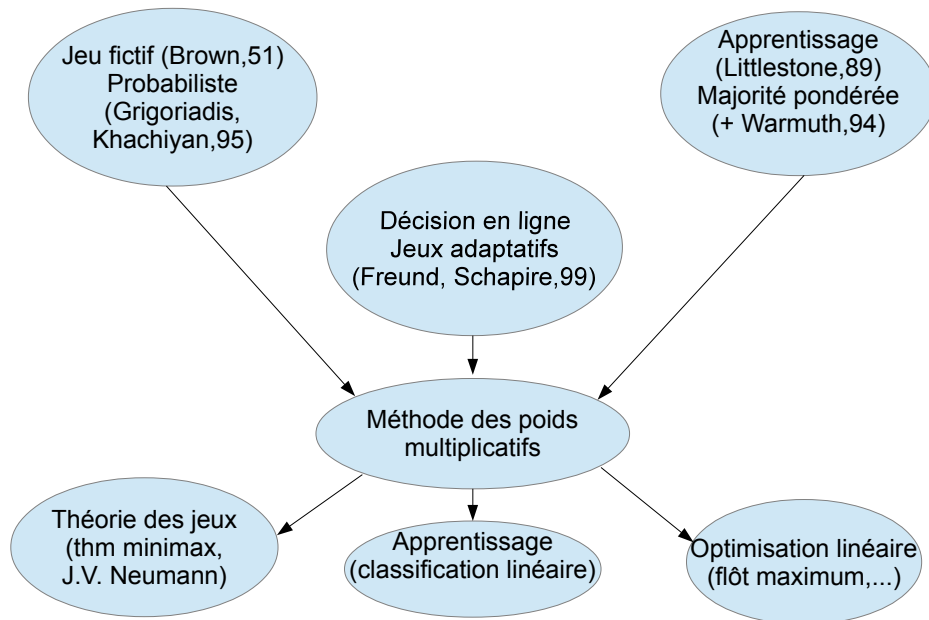 Jeu fictif (Brown,51)
Probabiliste
(Grigoriadis,
Khachiyan,95)
Apprentissage
(Littlestone,89)
Majorité pondérée
(+ Warmuth,94)
Décision en ligne
Jeux adaptatifs
(Freund, Schapire,99)
Méthode des poids
multiplicatifs
Théorie des jeux
(thm minimax,
J.V. Neumann)
Apprentissage
(classification linéaire)
Optimisation linéaire
(flôt maximum,...)